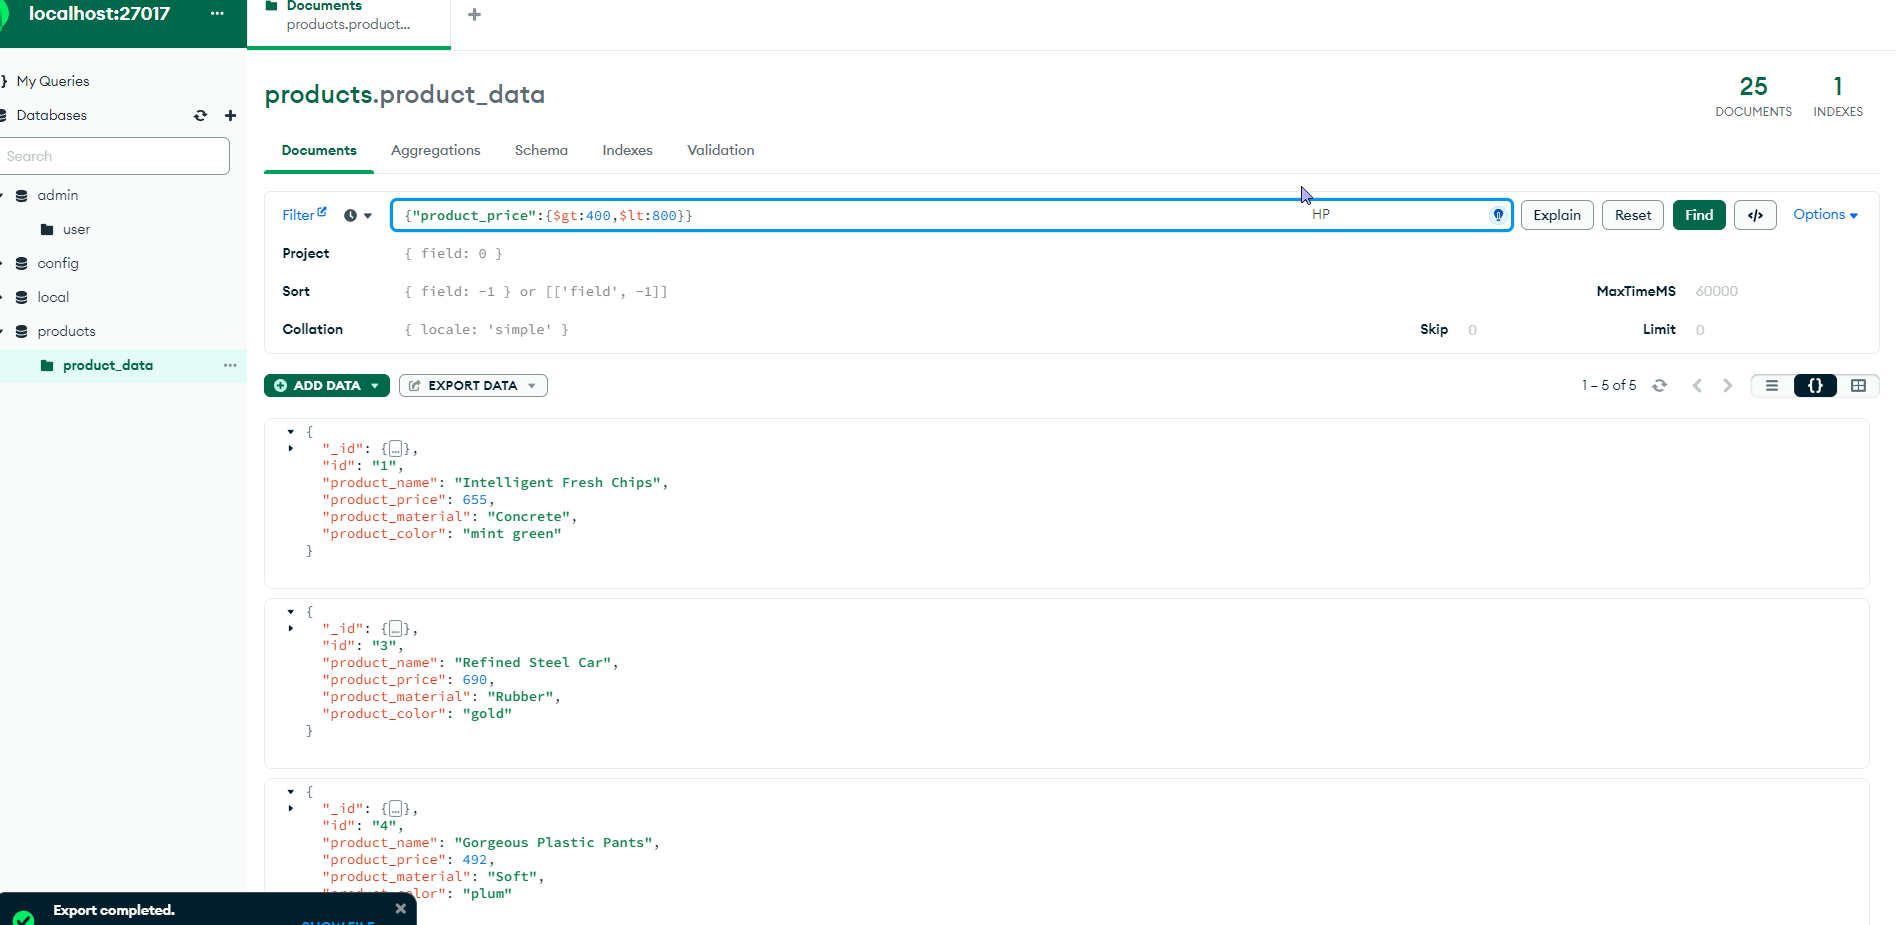 localhost:27017 ...
Documents
products.product...
My Queries
Databases
Search
admin
user
config
local
products
product_data ...
products.product_data
25
DOCUMENTS
1
INDEXES
Documents Aggregations Schema Indexes Validation
Filter {"product_price":{$gt:400,$lt:800}} HP Explain Reset Find </> Options
Project { field: 0 }
Sort { field: -1 } or [['field', -1]] MaxTimeMS 60000
Collation { locale: 'simple' } Skip 0 Limit 0
ADD DATA EXPORT DATA 1 – 5 of 5 {}
{
"_id": {…},
"id": "1",
"product_name": "Intelligent Fresh Chips",
"product_price": 655,
"product_material": "Concrete",
"product_color": "mint green"
}
{
"_id": {…},
"id": "3",
"product_name": "Refined Steel Car",
"product_price": 690,
"product_material": "Rubber",
"product_color": "gold"
}
{
"_id": {…},
"id": "4",
"product_name": "Gorgeous Plastic Pants",
"product_price": 492,
"product_material": "Soft",
"product_color": "plum"
Export completed.
SHOW FILE